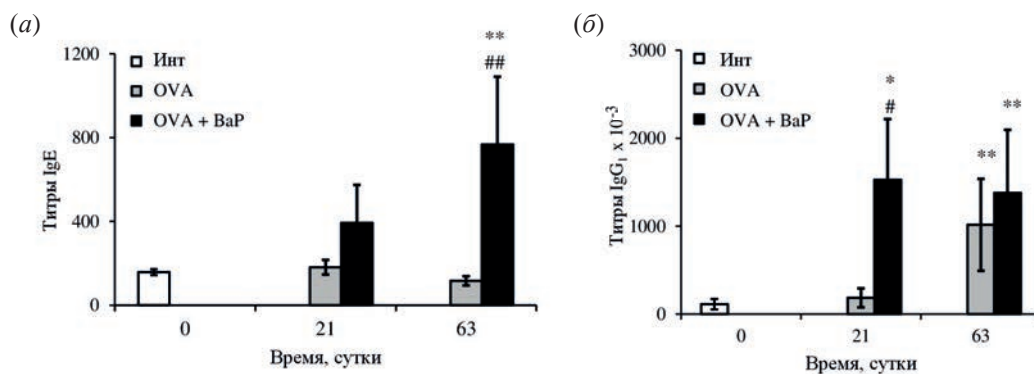 (а)
Титры IgE
1200
800
400
0
Инт
OVA
OVA + BaP
**
##
0
21
63
Время, сутки
(б)
Титры IgG₁ x 10⁻³
3000
2000
1000
0
Инт
OVA
OVA + BaP
*
#
**
**
0
21
63
Время, сутки